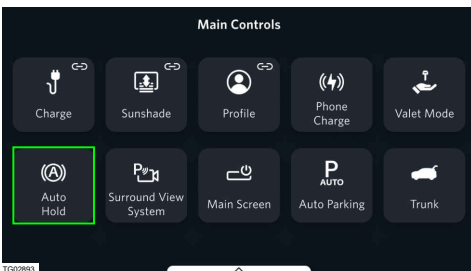 Main Controls
Charge
Sunshade
Profile
Phone
Charge
Valet Mode
(A)
Auto
Hold
P
Surround View
System
Main Screen
P
AUTO
Auto Parking
Trunk
TG02893